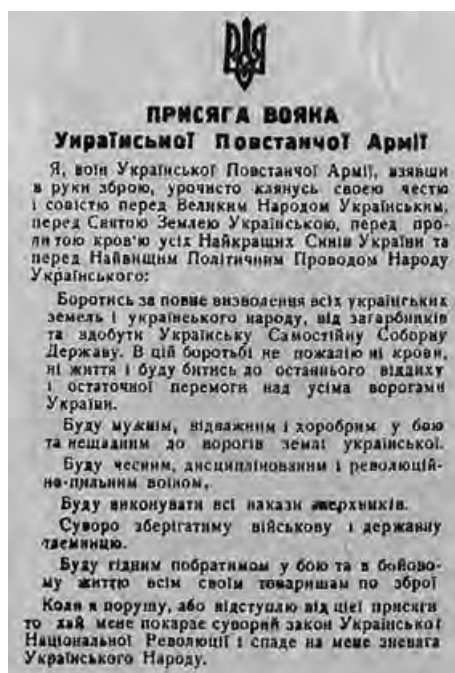 ПРИСЯГА ВОЯКА
Української Повстанчої Армії
Я, воїн Української Повстанчої Армії, взявши
в руки зброю, урочисто клянусь своєю честю
і совістю перед Великим Народом Українським,
перед Святою Землею Українською, перед про-
литою кров'ю усіх Найкращих Синів України та
перед Найвищим Політичним Проводом Народу
Українського:
Боротись за повне визволення всіх українських
земель і українського народу, від загарбників
та здобути Українську Самостійну Соборну
Державу. В цій боротьбі не пожалію ні крови,
ні життя і буду битись до останнього віддиху
і остаточної перемоги над усіма ворогами
України.
Буду мужнім, відважним і хоробрим у бою
та нещадним до ворогів землі української.
Буду чесним, дисциплінованим і революцій-
но-пильним воїном.
Буду виконувати всі накази зверхників.
Суворо зберігатиму військову і державну
таємницю.
Буду гідним побратимом у бою та в бойово-
му життю всім своїм товаришам по зброї
Коли я порушу, або відступлю від цієї присяги
то хай мене покарає суворий закон Української
Національної Революції і спаде на мене зневага
Українського Народу.